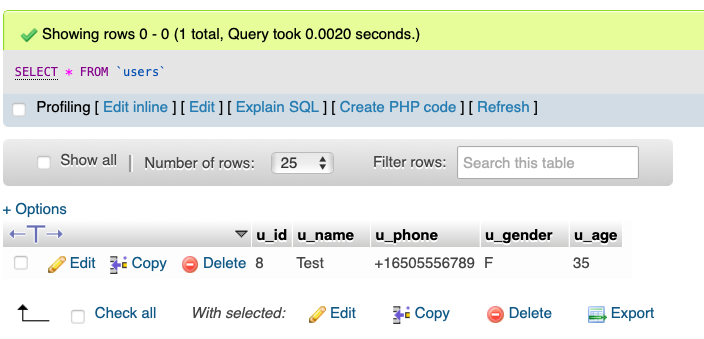 Showing rows 0 - 0 (1 total, Query took 0.0020 seconds.)
SELECT * FROM `users`
Profiling [ Edit inline ] [ Edit ] [ Explain SQL ] [ Create PHP code ] [ Refresh ]
Show all | Number of rows: 25 Filter rows: Search this table
+ Options
←T→ u_id u_name u_phone u_gender u_age
Edit Copy Delete 8 Test +16505556789 F 35
Check all With selected: Edit Copy Delete Export